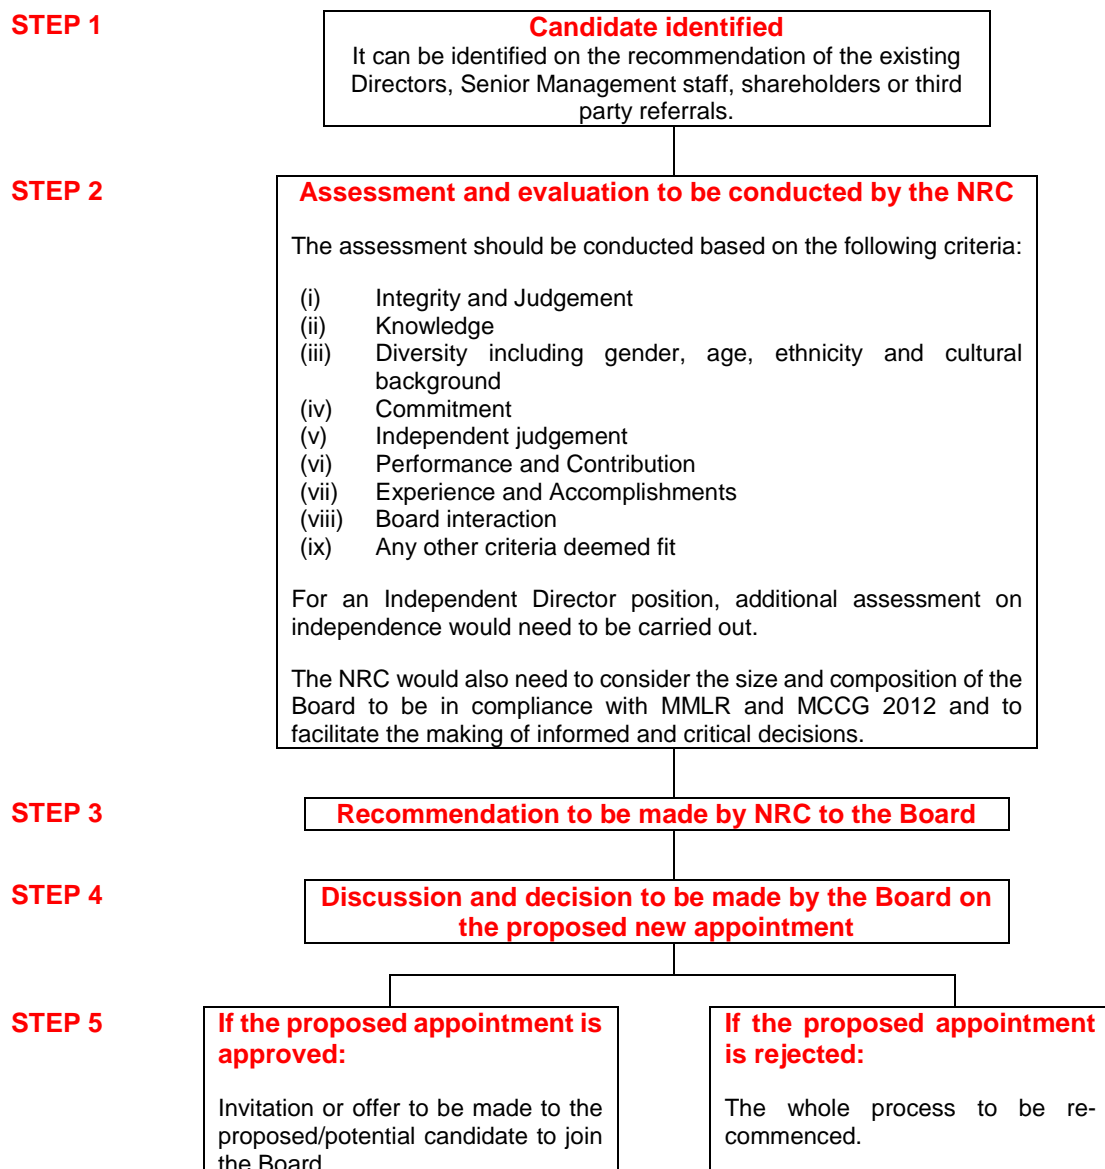 STEP 1
Candidate identified
It can be identified on the recommendation of the existing
Directors, Senior Management staff, shareholders or third
party referrals.
STEP 2
Assessment and evaluation to be conducted by the NRC
The assessment should be conducted based on the following criteria:
(i) Integrity and Judgement
(ii) Knowledge
(iii) Diversity including gender, age, ethnicity and cultural
background
(iv) Commitment
(v) Independent judgement
(vi) Performance and Contribution
(vii) Experience and Accomplishments
(viii) Board interaction
(ix) Any other criteria deemed fit
For an Independent Director position, additional assessment on
independence would need to be carried out.
The NRC would also need to consider the size and composition of the
Board to be in compliance with MMLR and MCCG 2012 and to
facilitate the making of informed and critical decisions.
STEP 3
Recommendation to be made by NRC to the Board
STEP 4
Discussion and decision to be made by the Board on
the proposed new appointment
STEP 5
If the proposed appointment is
approved:
Invitation or offer to be made to the
proposed/potential candidate to join
the Board
If the proposed appointment
is rejected:
The whole process to be re-
commenced.